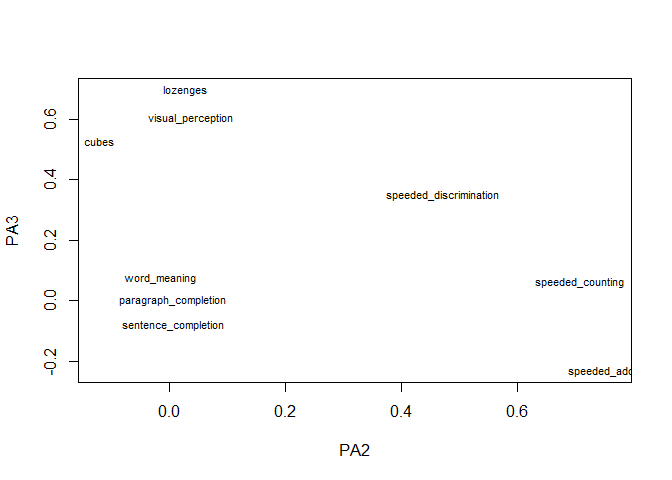 lozenges
visual_perception
cubes
speeded_discrimination
word_meaning
speeded_counting
paragraph_completion
sentence_completion
speeded_add
PA3
0.6
0.4
0.2
0.0
-0.2
0.0 0.2 0.4 0.6
PA2